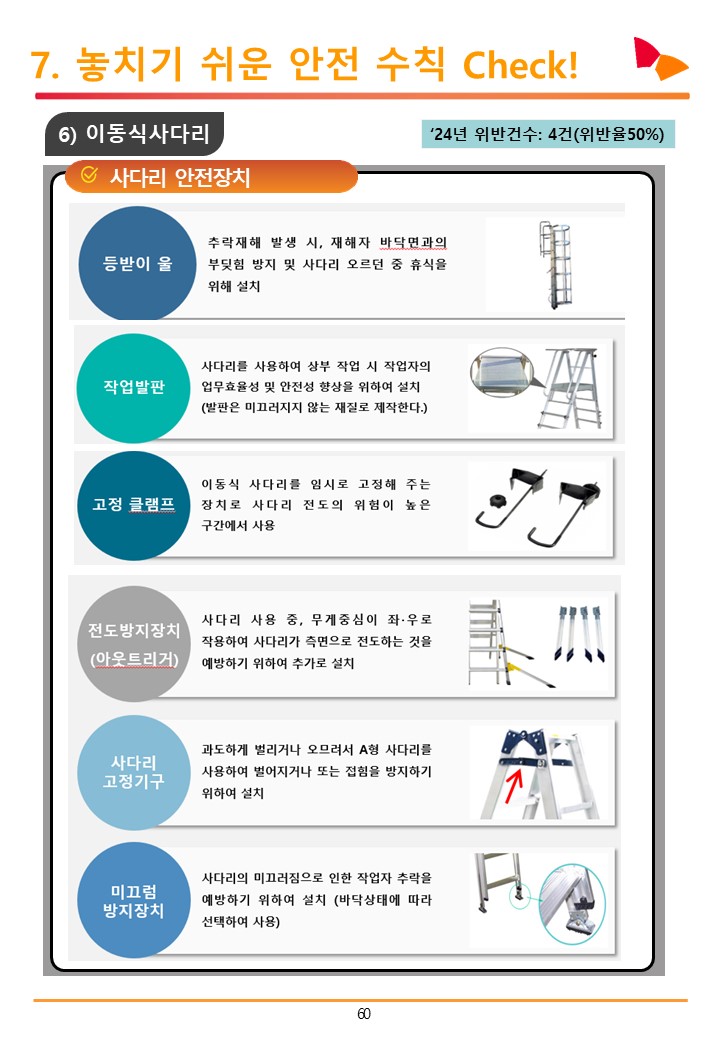 7. 놓치기 쉬운 안전 수칙 Check!
6) 이동식사다리
‘24년 위반건수: 4건(위반율50%)
사다리 안전장치
등받이 울
추락재해 발생 시, 재해자 바닥면과의
부딪힘 방지 및 사다리 오르던 중 휴식을
위해 설치
작업발판
사다리를 사용하여 상부 작업 시 작업자의
업무효율성 및 안전성 향상을 위하여 설치
(발판은 미끄러지지 않는 재질로 제작한다.)
고정 클램프
이동식 사다리를 임시로 고정해 주는
장치로 사다리 전도의 위험이 높은
구간에서 사용
전도방지장치
(아웃트리거)
사다리 사용 중, 무게중심이 좌·우로
작용하여 사다리가 측면으로 전도하는 것을
예방하기 위하여 추가로 설치
사다리
고정기구
과도하게 벌리거나 오므려서 A형 사다리를
사용하여 벌어지거나 또는 접힘을 방지하기
위하여 설치
미끄럼
방지장치
사다리의 미끄러짐으로 인한 작업자 추락을
예방하기 위하여 설치 (바닥상태에 따라
선택하여 사용)
60